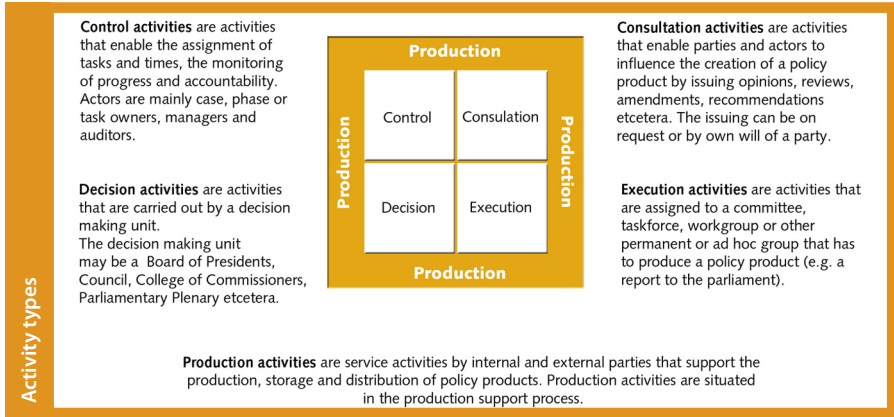 Control activities are activities
that enable the assignment of
tasks and times, the monitoring
of progress and accountability.
Actors are mainly case, phase or
task owners, managers and
auditors.
Decision activities are activities
that are carried out by a decision
making unit.
The decision making unit
may be a Board of Presidents,
Council, College of Commissioners,
Parliamentary Plenary etcetera.
Production
Production
Control
Consulation
Decision
Execution
Production
Production
Consultation activities are activities
that enable parties and actors to
influence the creation of a policy
product by issuing opinions, reviews,
amendments, recommendations
etcetera. The issuing can be on
request or by own will of a party.
Execution activities are activities that
are assigned to a committee,
taskforce, workgroup or other
permanent or ad hoc group that has
to produce a policy product (e.g. a
report to the parliament).
Activity types
Production activities are service activities by internal and external parties that support the
production, storage and distribution of policy products. Production activities are situated
in the production support process.